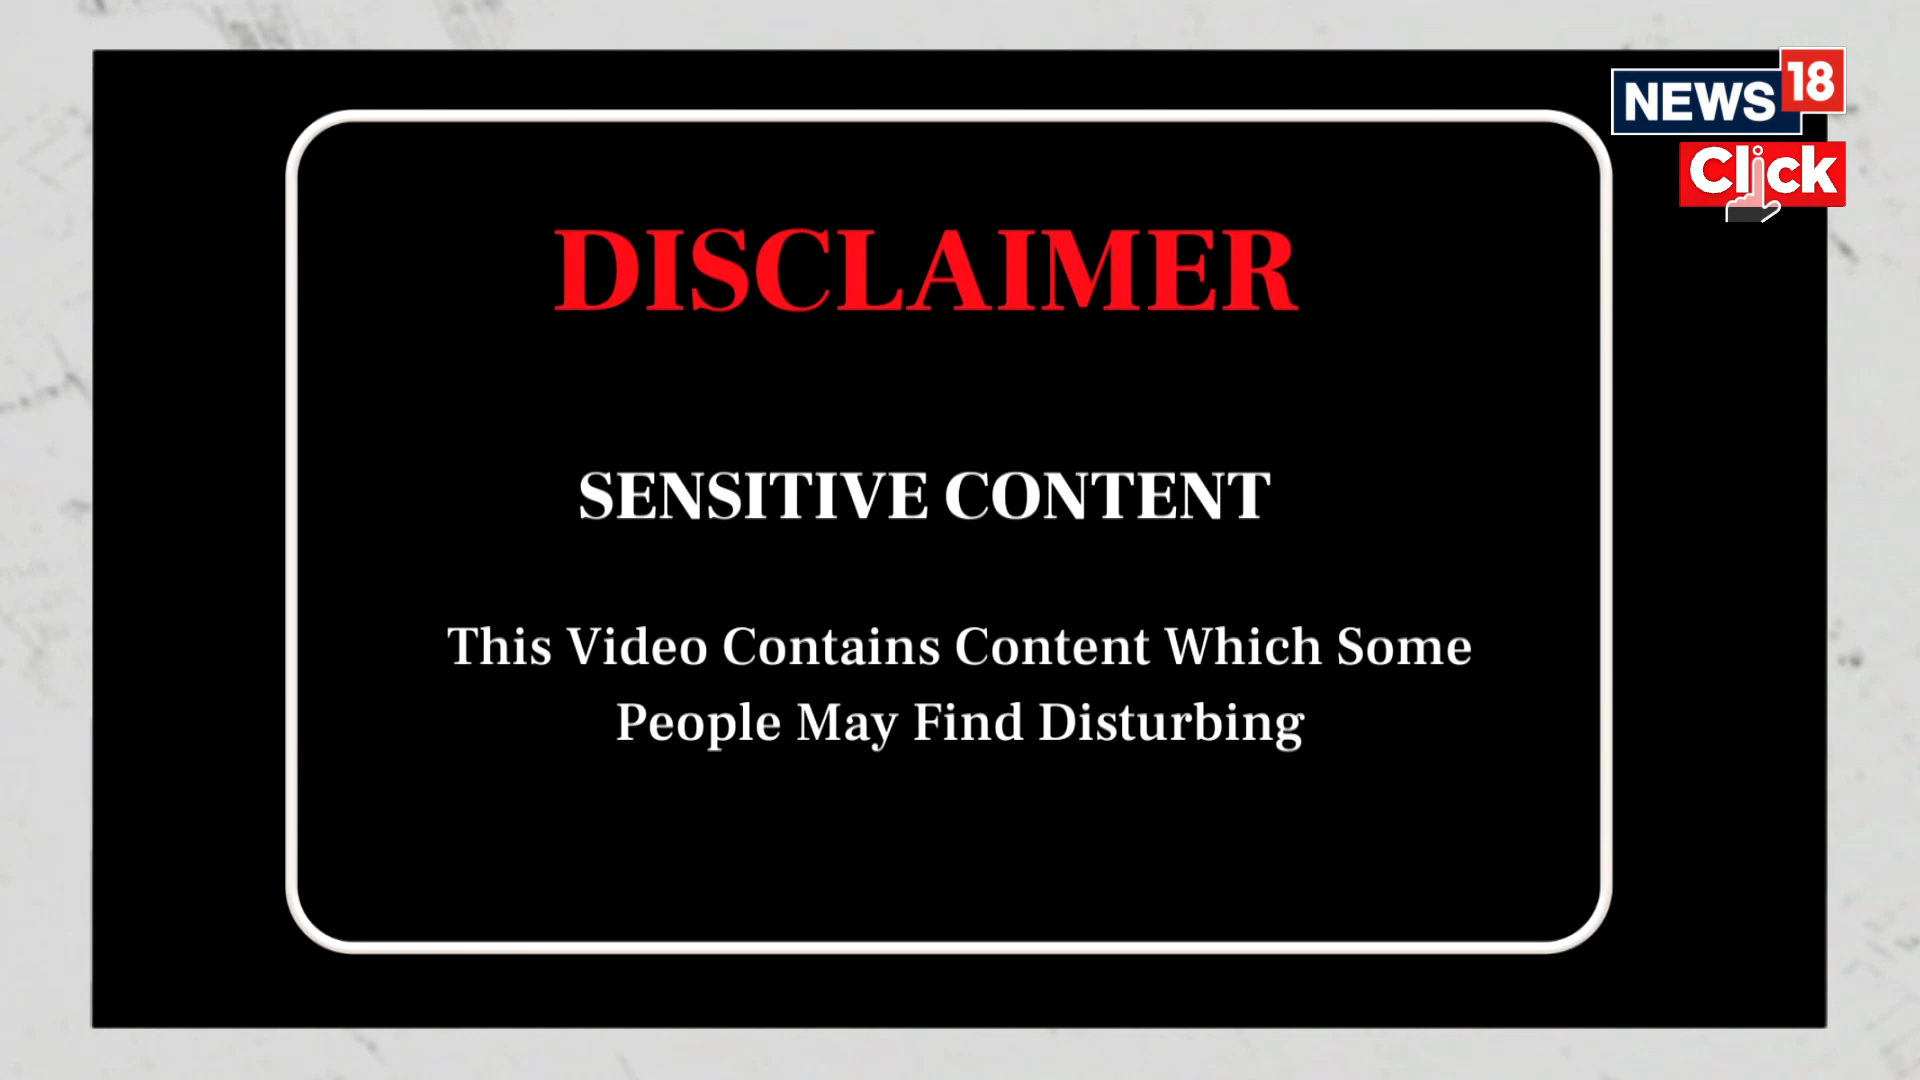 NEWS 18
Click
DISCLAIMER
SENSITIVE CONTENT
This Video Contains Content Which Some
People May Find Disturbing